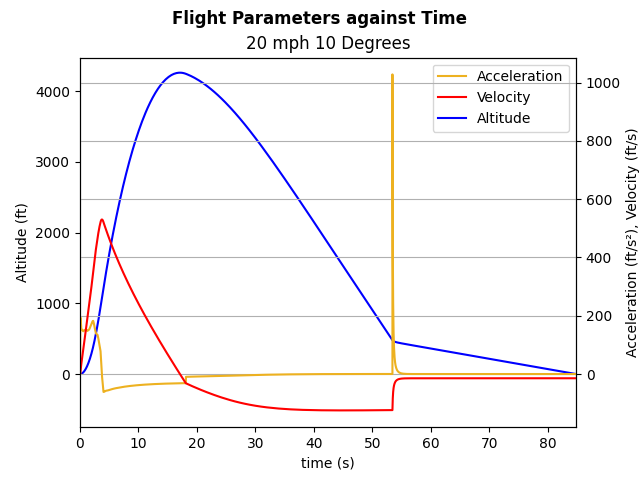 Flight Parameters against Time
20 mph 10 Degrees
Acceleration
Velocity
Altitude
Altitude (ft)
4000
3000
2000
1000
0
1000
800
600
400
200
0
Acceleration (ft/s²), Velocity (ft/s)
0 10 20 30 40 50 60 70 80
time (s)